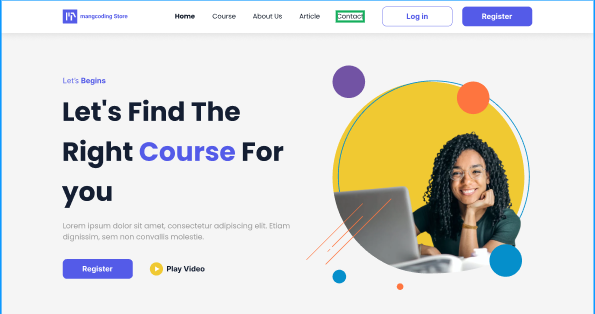 mangcoding Store
Home
Course
About Us
Article
Contact
Log in
Register
Let's Begins
Let's Find The
Right Course For
you
Lorem ipsum dolor sit amet, consectetur adipiscing elit. Etiam
dignissim, sem non convallis molestie.
Register
Play Video